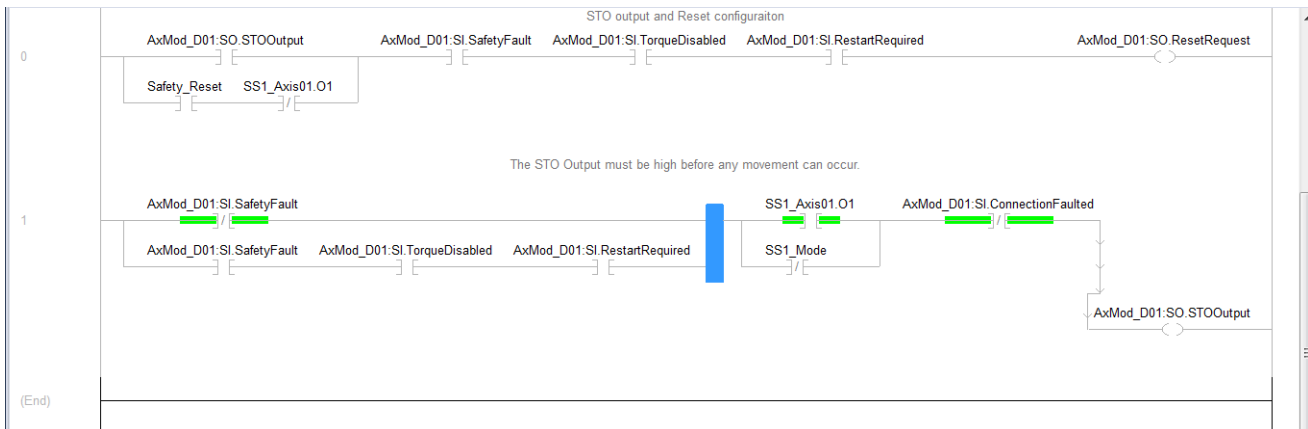 STO output and Reset configuraiton
AxMod_D01:SO.STOOutput AxMod_D01:SI.SafetyFault AxMod_D01:SI.TorqueDisabled AxMod_D01:SI.RestartRequired AxMod_D01:SO.ResetRequest
0
Safety_Reset SS1_Axis01.O1
The STO Output must be high before any movement can occur.
AxMod_D01:SI.SafetyFault SS1_Axis01.O1 AxMod_D01:SI.ConnectionFaulted
1
AxMod_D01:SI.SafetyFault AxMod_D01:SI.TorqueDisabled AxMod_D01:SI.RestartRequired SS1_Mode
AxMod_D01:SO.STOOutput
(End)